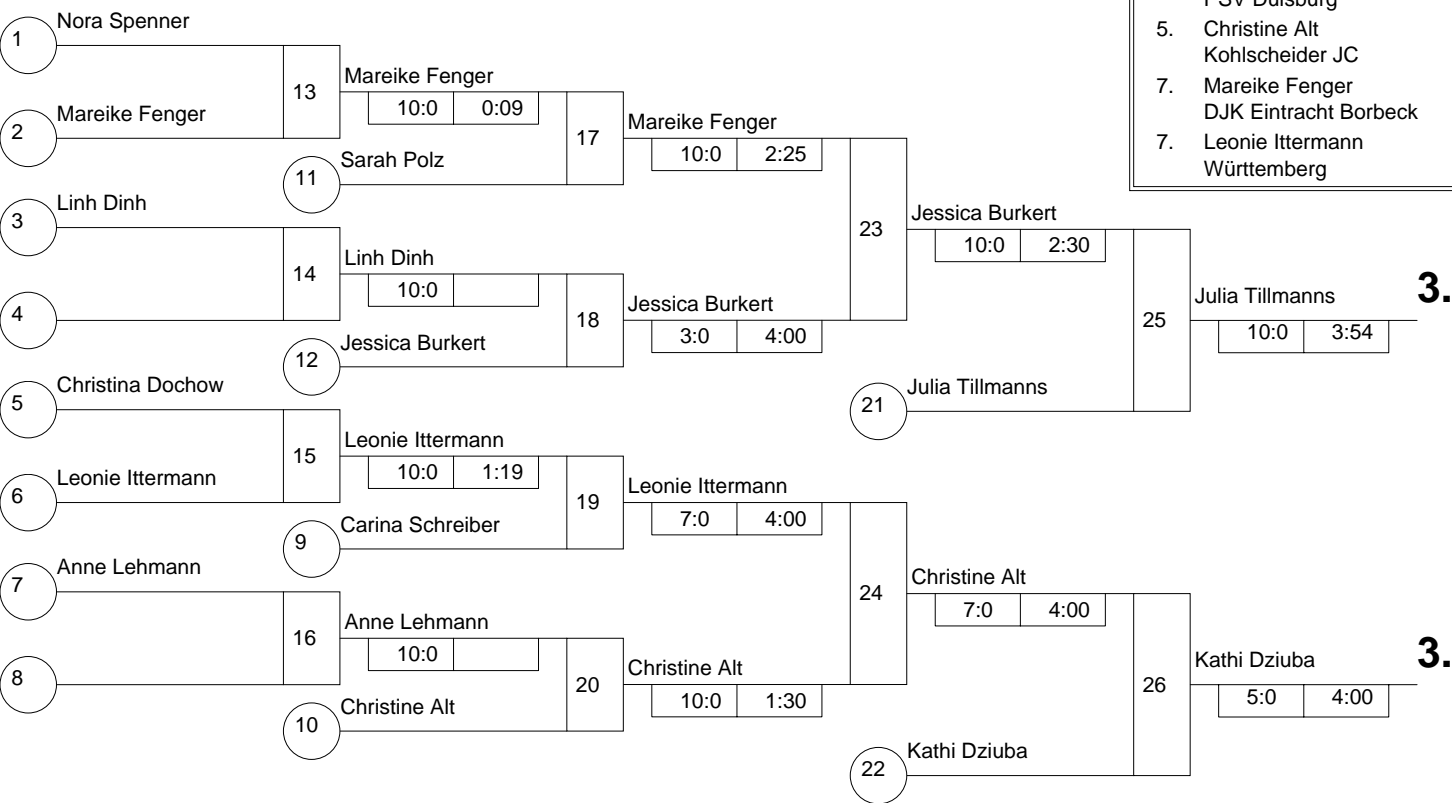 PSV Duisburg
5. Christine Alt
Kohlscheider JC
7. Mareike Fenger
DJK Eintracht Borbeck
7. Leonie Ittermann
Württemberg
1 Nora Spenner
2 Mareike Fenger
13
Mareike Fenger
10:0 0:09
11 Sarah Polz
17
Mareike Fenger
10:0 2:25
3 Linh Dinh
4
14
Linh Dinh
10:0
12 Jessica Burkert
18
Jessica Burkert
3:0 4:00
23
Jessica Burkert
10:0 2:30
21 Julia Tillmanns
25
Julia Tillmanns 3.
10:0 3:54
5 Christina Dochow
6 Leonie Ittermann
15
Leonie Ittermann
10:0 1:19
9 Carina Schreiber
19
Leonie Ittermann
7:0 4:00
7 Anne Lehmann
8
16
Anne Lehmann
10:0
10 Christine Alt
20
Christine Alt
10:0 1:30
24
Christine Alt
7:0 4:00
22 Kathi Dziuba
26
Kathi Dziuba 3.
5:0 4:00